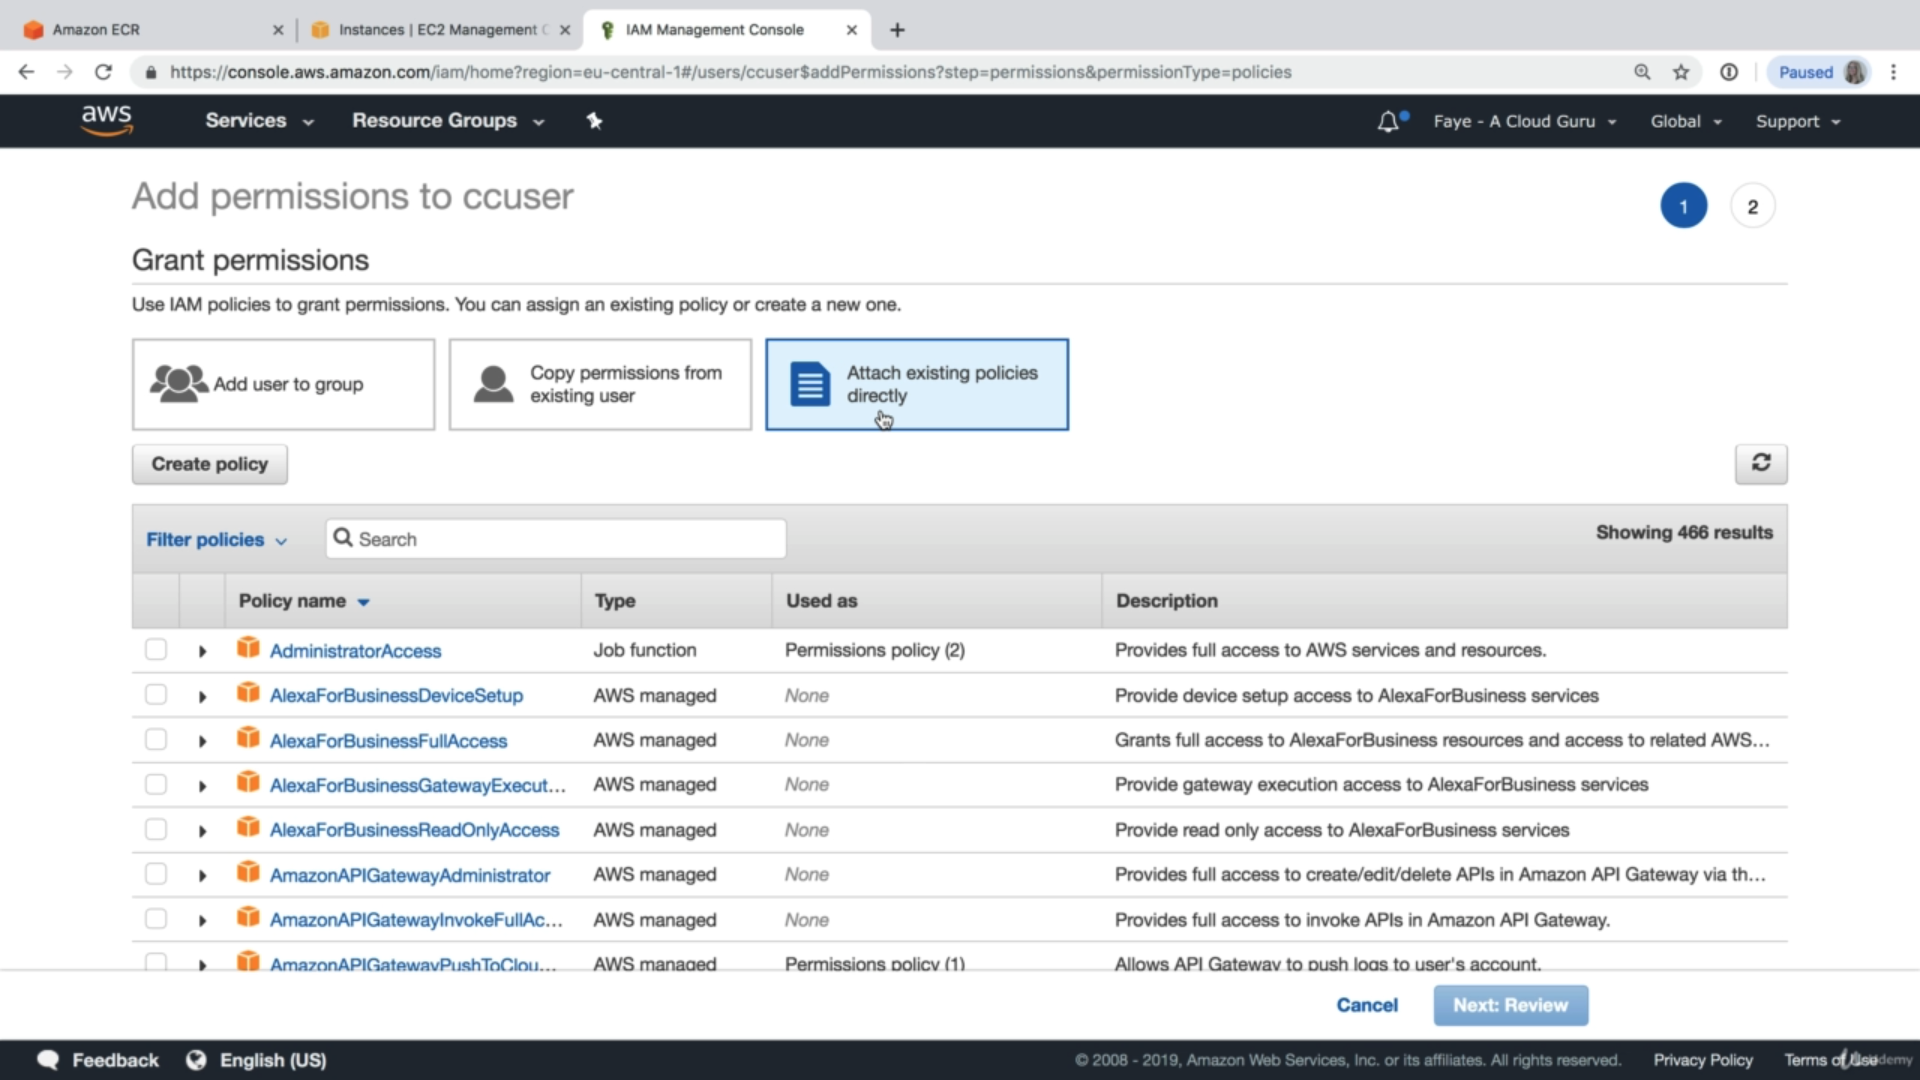 Amazon ECR
Instances | EC2 Management C
IAM Management Console
https://console.aws.amazon.com/iam/home?region=eu-central-1#/users/ccuser$addPermissions?step=permissions&permissionType=policies
Paused
aws
Services
Resource Groups
Faye - A Cloud Guru
Global
Support
Add permissions to ccuser
1
2
Grant permissions
Use IAM policies to grant permissions. You can assign an existing policy or create a new one.
Add user to group
Copy permissions from
existing user
Attach existing policies
directly
Create policy
Filter policies
Search
Showing 466 results
Policy name Type Used as Description
AdministratorAccess Job function Permissions policy (2) Provides full access to AWS services and resources.
AlexaForBusinessDeviceSetup AWS managed None Provide device setup access to AlexaForBusiness services
AlexaForBusinessFullAccess AWS managed None Grants full access to AlexaForBusiness resources and access to related AWS...
AlexaForBusinessGatewayExecut... AWS managed None Provide gateway execution access to AlexaForBusiness services
AlexaForBusinessReadOnlyAccess AWS managed None Provide read only access to AlexaForBusiness services
AmazonAPIGatewayAdministrator AWS managed None Provides full access to create/edit/delete APIs in Amazon API Gateway via th...
AmazonAPIGatewayInvokeFullAc... AWS managed None Provides full access to invoke APIs in Amazon API Gateway.
AmazonAPIGatewayPushToClou... AWS managed Permissions policy (1) Allows API Gateway to push logs to user's account.
Cancel
Next: Review
Feedback
English (US)
© 2008 - 2019, Amazon Web Services, Inc. or its affiliates. All rights reserved.
Privacy Policy
Terms of Use